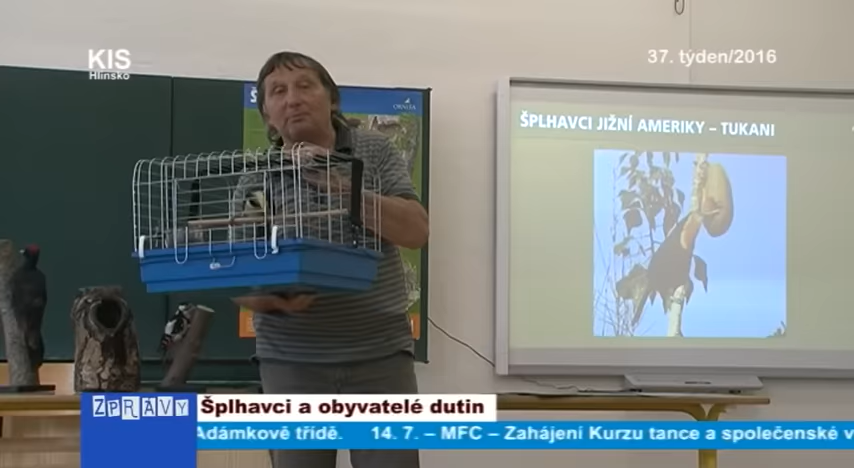 KIS
Hlinsko
37. týden/2016
ORNITA
ŠPLHAVCI JIŽNÍ AMERIKY – TUKANI
ZPRÁVY
Šplhavci a obyvatelé dutin
Adámkově třídě. 14. 7. – MFC – Zahájení Kurzu tance a společenské v